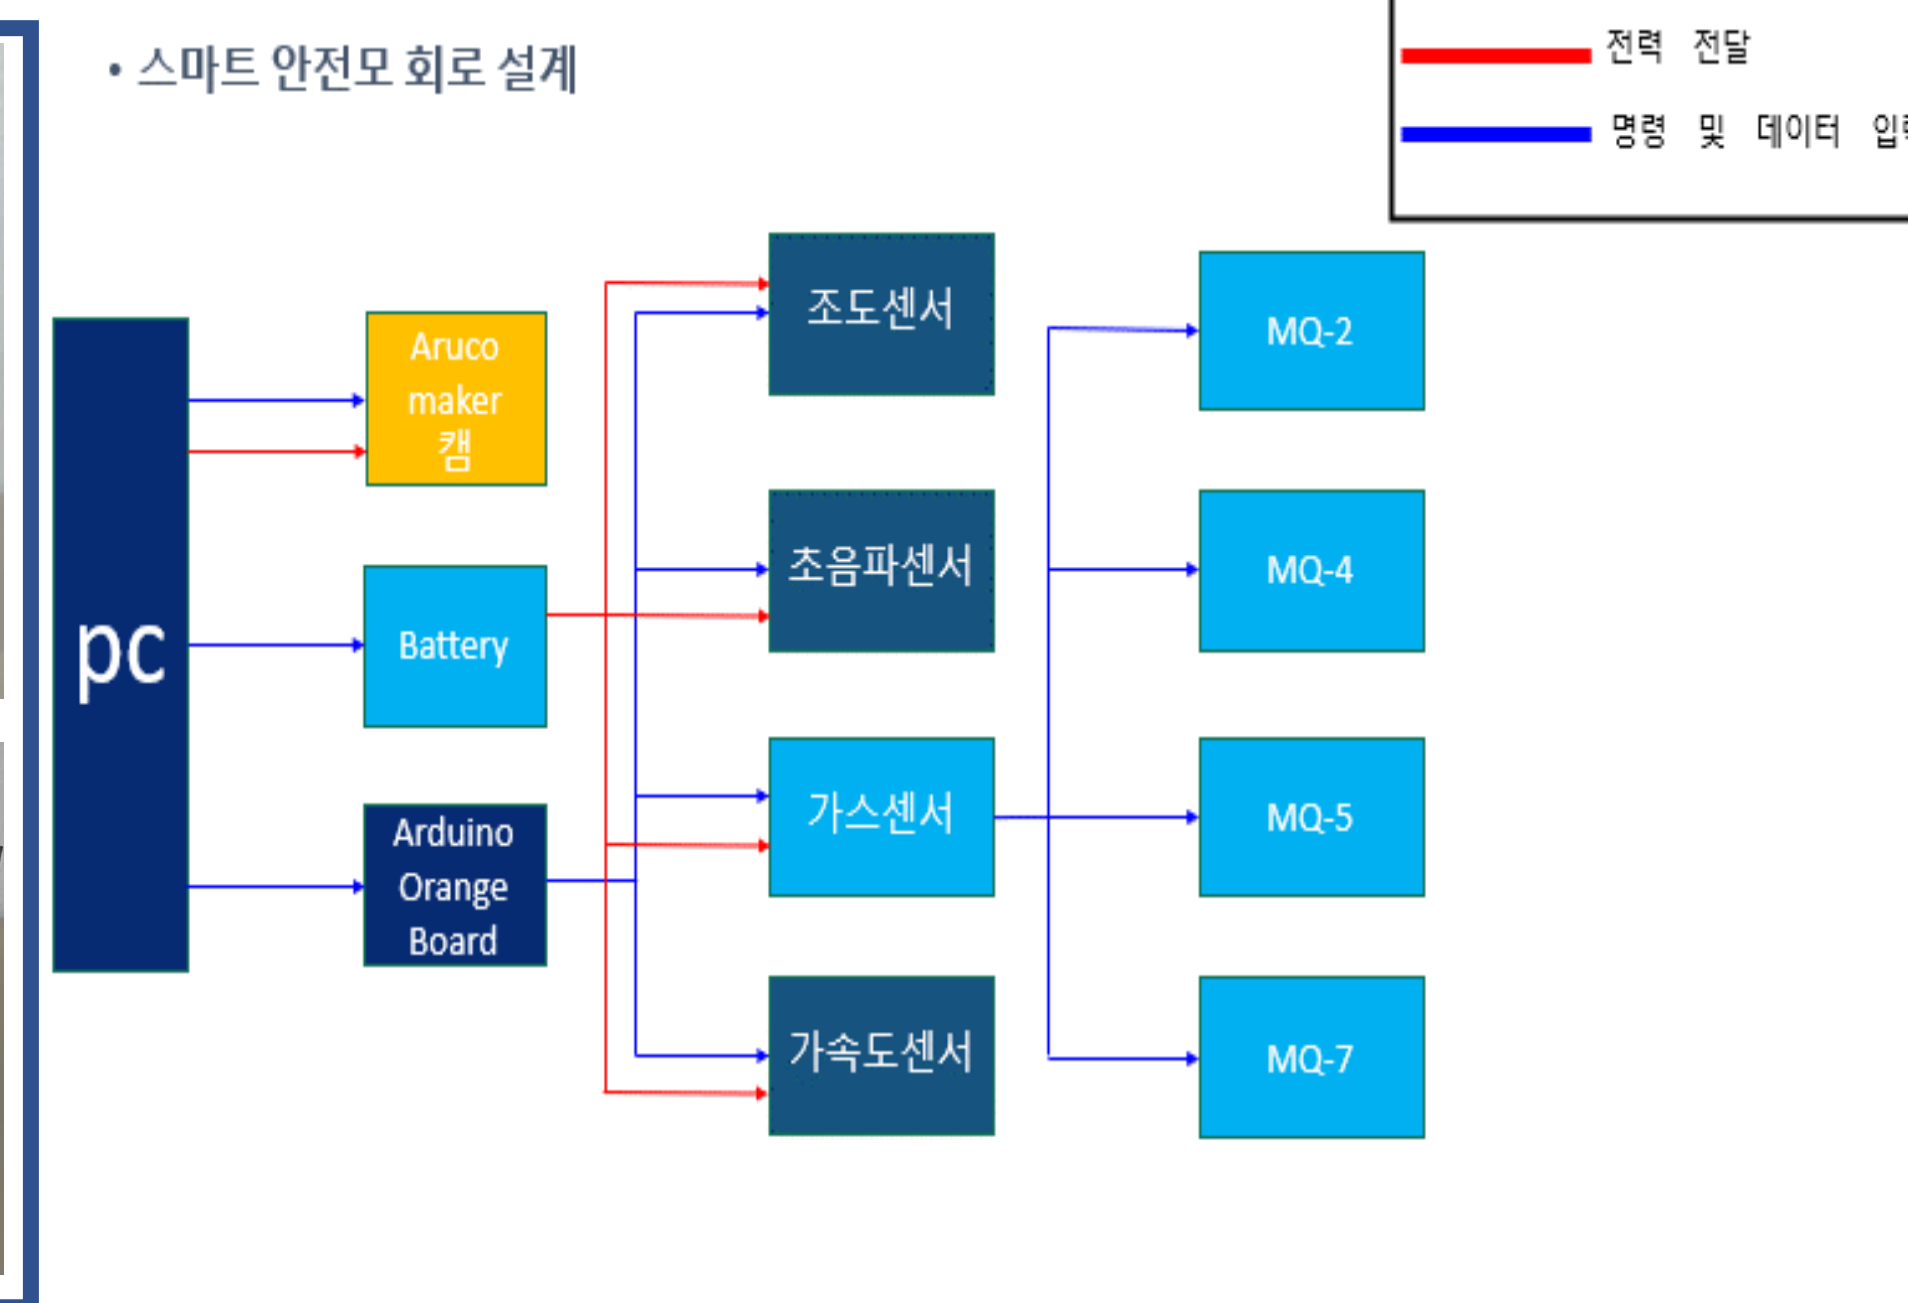 • 스마트 안전모 회로 설계
전력 전달
명령 및 데이터
pc
Aruco
maker
캠
Battery
Arduino
Orange
Board
조도센서
초음파센서
가스센서
가속도센서
MQ-2
MQ-4
MQ-5
MQ-7